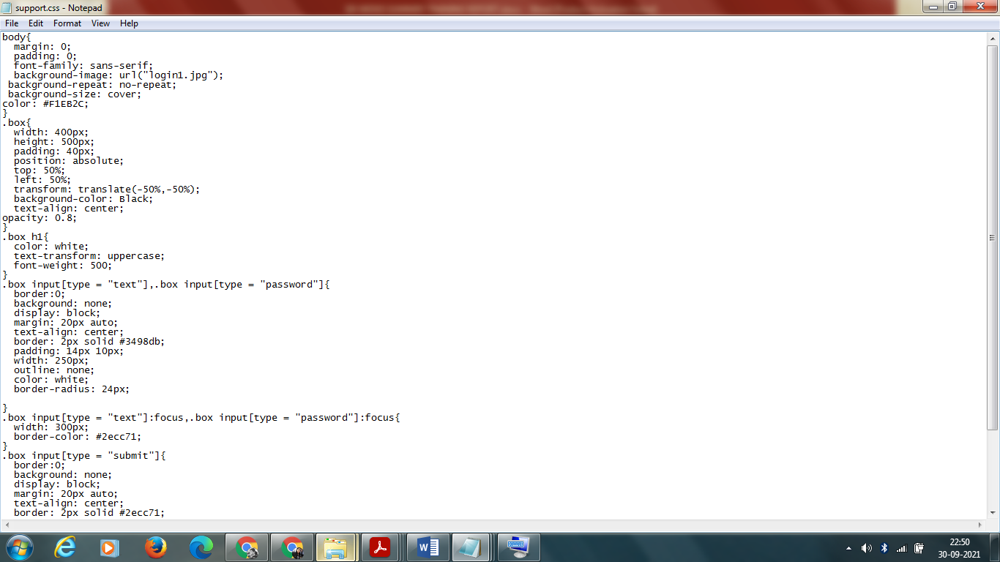 support.css - Notepad
File Edit Format View Help
body{
  margin: 0;
  padding: 0;
  font-family: sans-serif;
  background-image: url("login1.jpg");
 background-repeat: no-repeat;
 background-size: cover;
color: #F1EB2C;
}
.box{
  width: 400px;
  height: 500px;
  padding: 40px;
  position: absolute;
  top: 50%;
  left: 50%;
  transform: translate(-50%,-50%);
  background-color: Black;
  text-align: center;
opacity: 0.8;
}
.box h1{
  color: white;
  text-transform: uppercase;
  font-weight: 500;
}
.box input[type = "text"],.box input[type = "password"]{
  border:0;
  background: none;
  display: block;
  margin: 20px auto;
  text-align: center;
  border: 2px solid #3498db;
  padding: 14px 10px;
  width: 250px;
  outline: none;
  color: white;
  border-radius: 24px;

}
.box input[type = "text"]:focus,.box input[type = "password"]:focus{
  width: 300px;
  border-color: #2ecc71;
}
.box input[type = "submit"]{
  border:0;
  background: none;
  display: block;
  margin: 20px auto;
  text-align: center;
  border: 2px solid #2ecc71;
22:50
30-09-2021